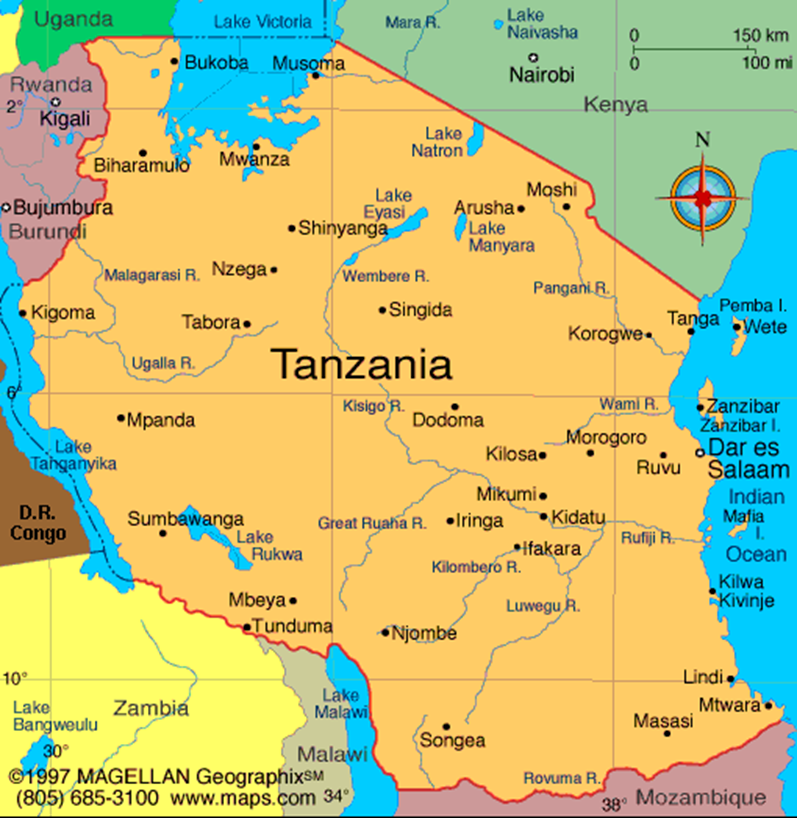 Uganda
Lake Victoria
Mara R.
Lake
Naivasha
0
150 km
0
100 mi
Nairobi
Bukoba
Musoma
Rwanda
2°
Kigali
Kenya
Lake
Natron
N
Biharamulo
Mwanza
Moshi
Lake
Eyasi
Arusha
Bujumbura
Burundi
Shinyanga
Lake
Manyara
Malagarasi R.
Nzega
Wembere R.
Pangani R.
Kigoma
Tabora
Singida
Korogwe
Tanga
Pemba I.
Wete
Ugalla R.
Tanzania
6°
Mpanda
Kisigo R.
Dodoma
Wami R.
Zanzibar
Zanzibar I.
Morogoro
Kilosa
Ruvu
Dar es
Salaam
Lake
Tanganyika
Mikumi
Indian
Ocean
Mafia
I.
D.R.
Congo
Sumbawanga
Lake
Rukwa
Great Ruaha R.
Iringa
Kidatu
Rufiji R.
Ifakara
Kilombero R.
Kilwa
Kivinje
Mbeya
Luwegu R.
Tunduma
Njombe
10°
Lindi
Mtwara
Lake
Malawi
Zambia
Lake
Bangweulu
Masasi
Songea
30°
Malawi
Rovuma R.
©1997 MAGELLAN Geographix℠
(805) 685-3100 www.maps.com
34°
38°
Mozambique